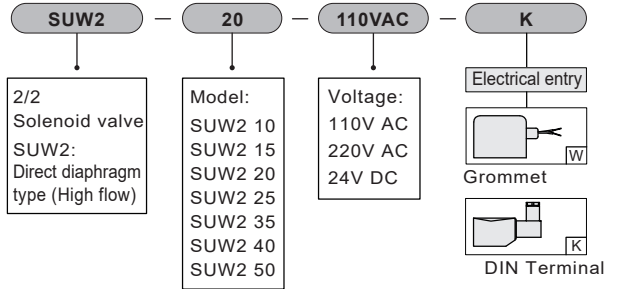 SUW2 – 20 – 110VAC – K
2/2
Solenoid valve
SUW2:
Direct diaphragm
type (High flow)
Model:
SUW2 10
SUW2 15
SUW2 20
SUW2 25
SUW2 35
SUW2 40
SUW2 50
Voltage:
110V AC
220V AC
24V DC
Electrical entry
W
Grommet
K
DIN Terminal